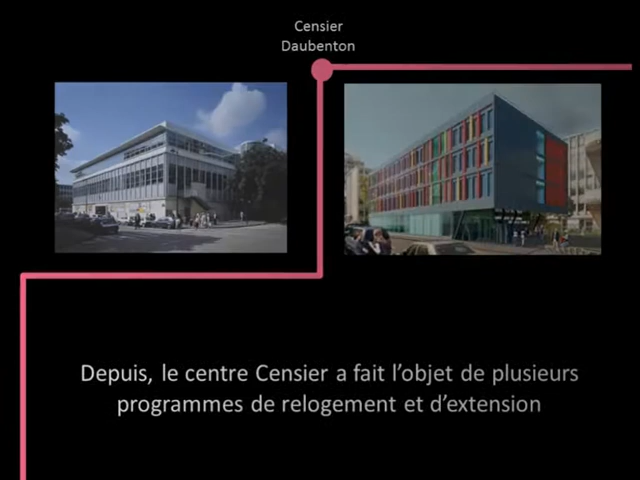 Censier
Daubenton
Depuis, le centre Censier a fait l’objet de plusieurs
programmes de relogement et d’extension